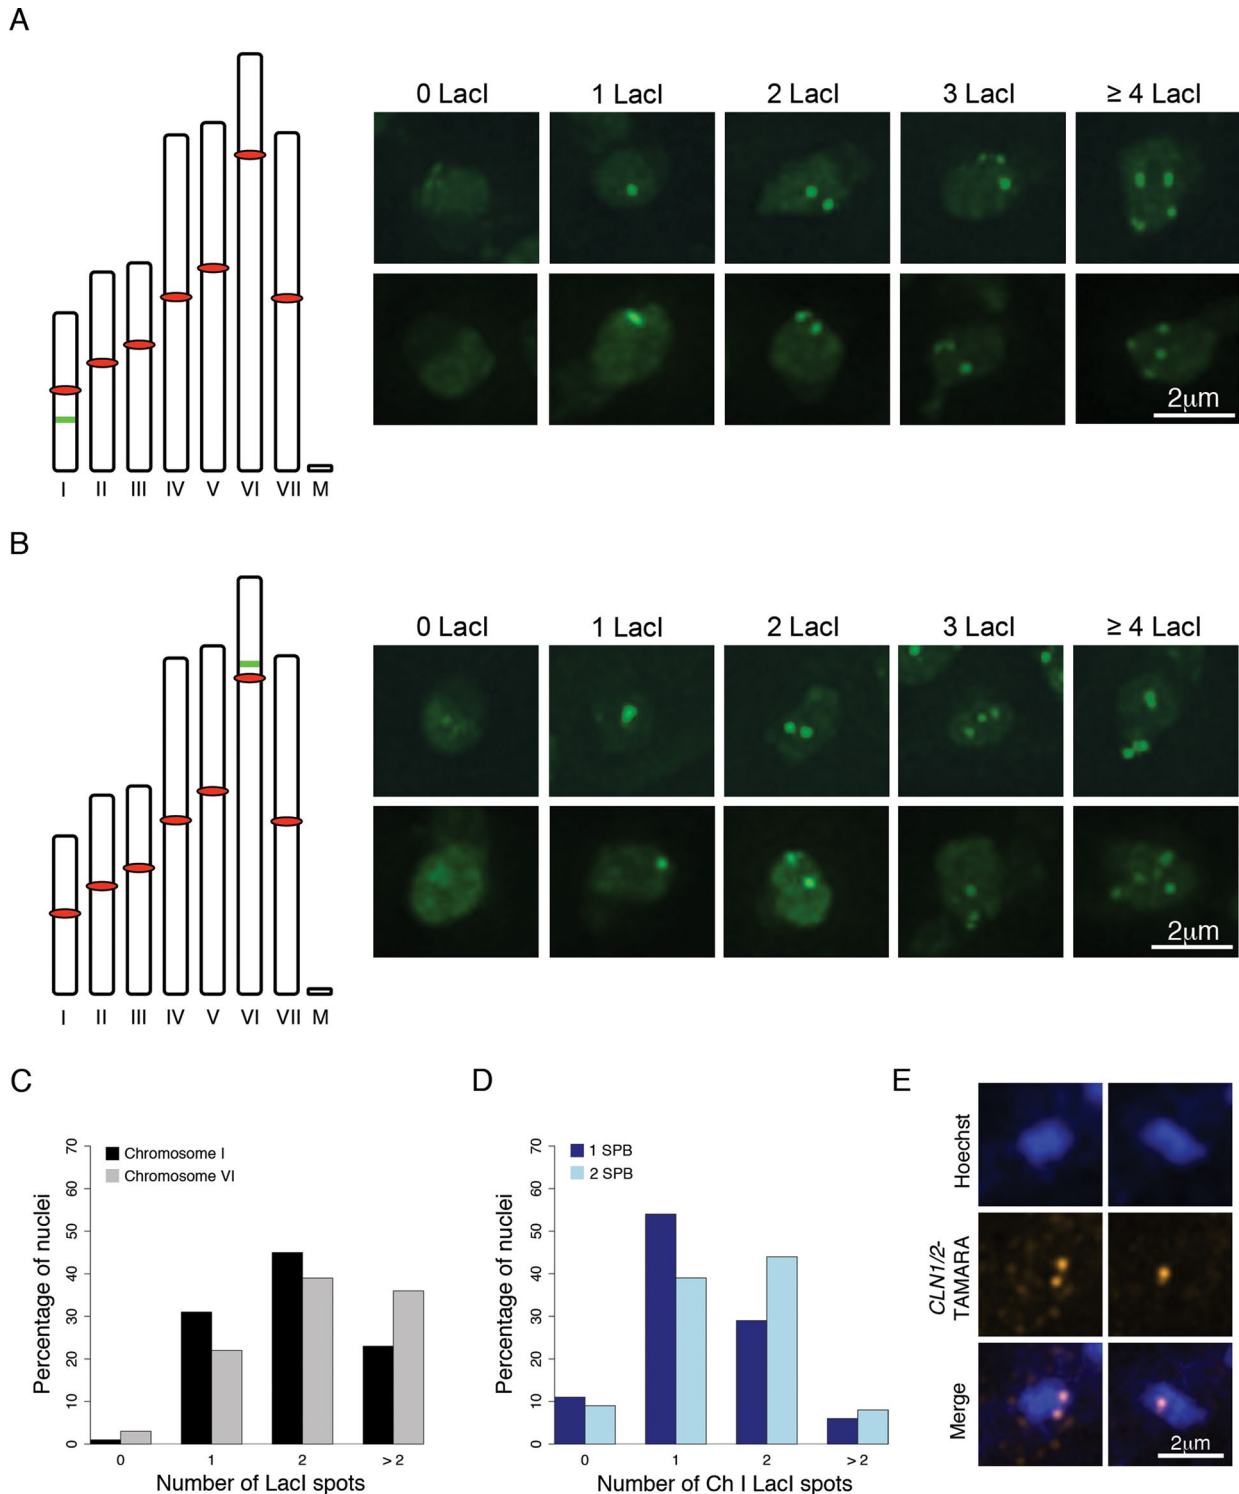 A
0 LacI 1 LacI 2 LacI 3 LacI ≥ 4 LacI
2μm
I II III IV V VI VII M
B
0 LacI 1 LacI 2 LacI 3 LacI ≥ 4 LacI
2μm
I II III IV V VI VII M
C
Percentage of nuclei
70
60
50
40
30
20
10
0
Chromosome I
Chromosome VI
0 1 2 > 2
Number of LacI spots
D
Percentage of nuclei
70
60
50
40
30
20
10
0
1 SPB
2 SPB
0 1 2 > 2
Number of Ch I LacI spots
E
Hoechst
CLN1/2-
TAMARA
Merge
2μm